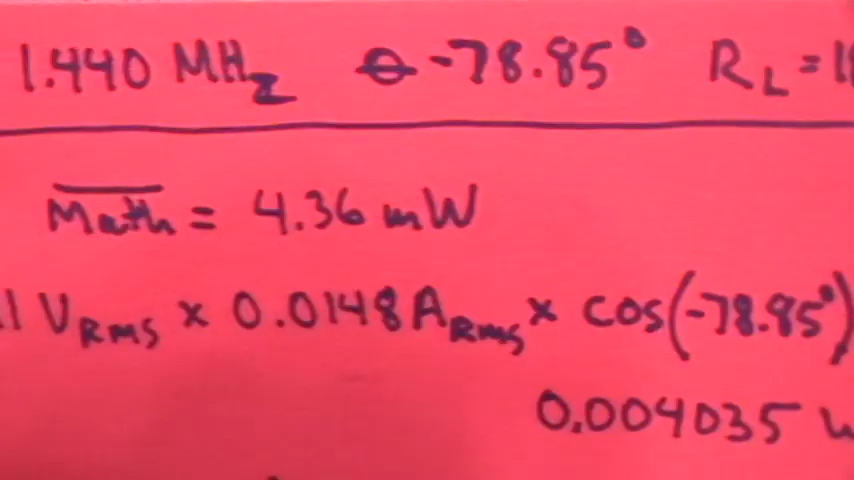 1.440 MHz θ -78.85° RL = 1
Math = 4.36 mW
VRMS x 0.0148 ARMS x cos(-78.85°)
0.004035